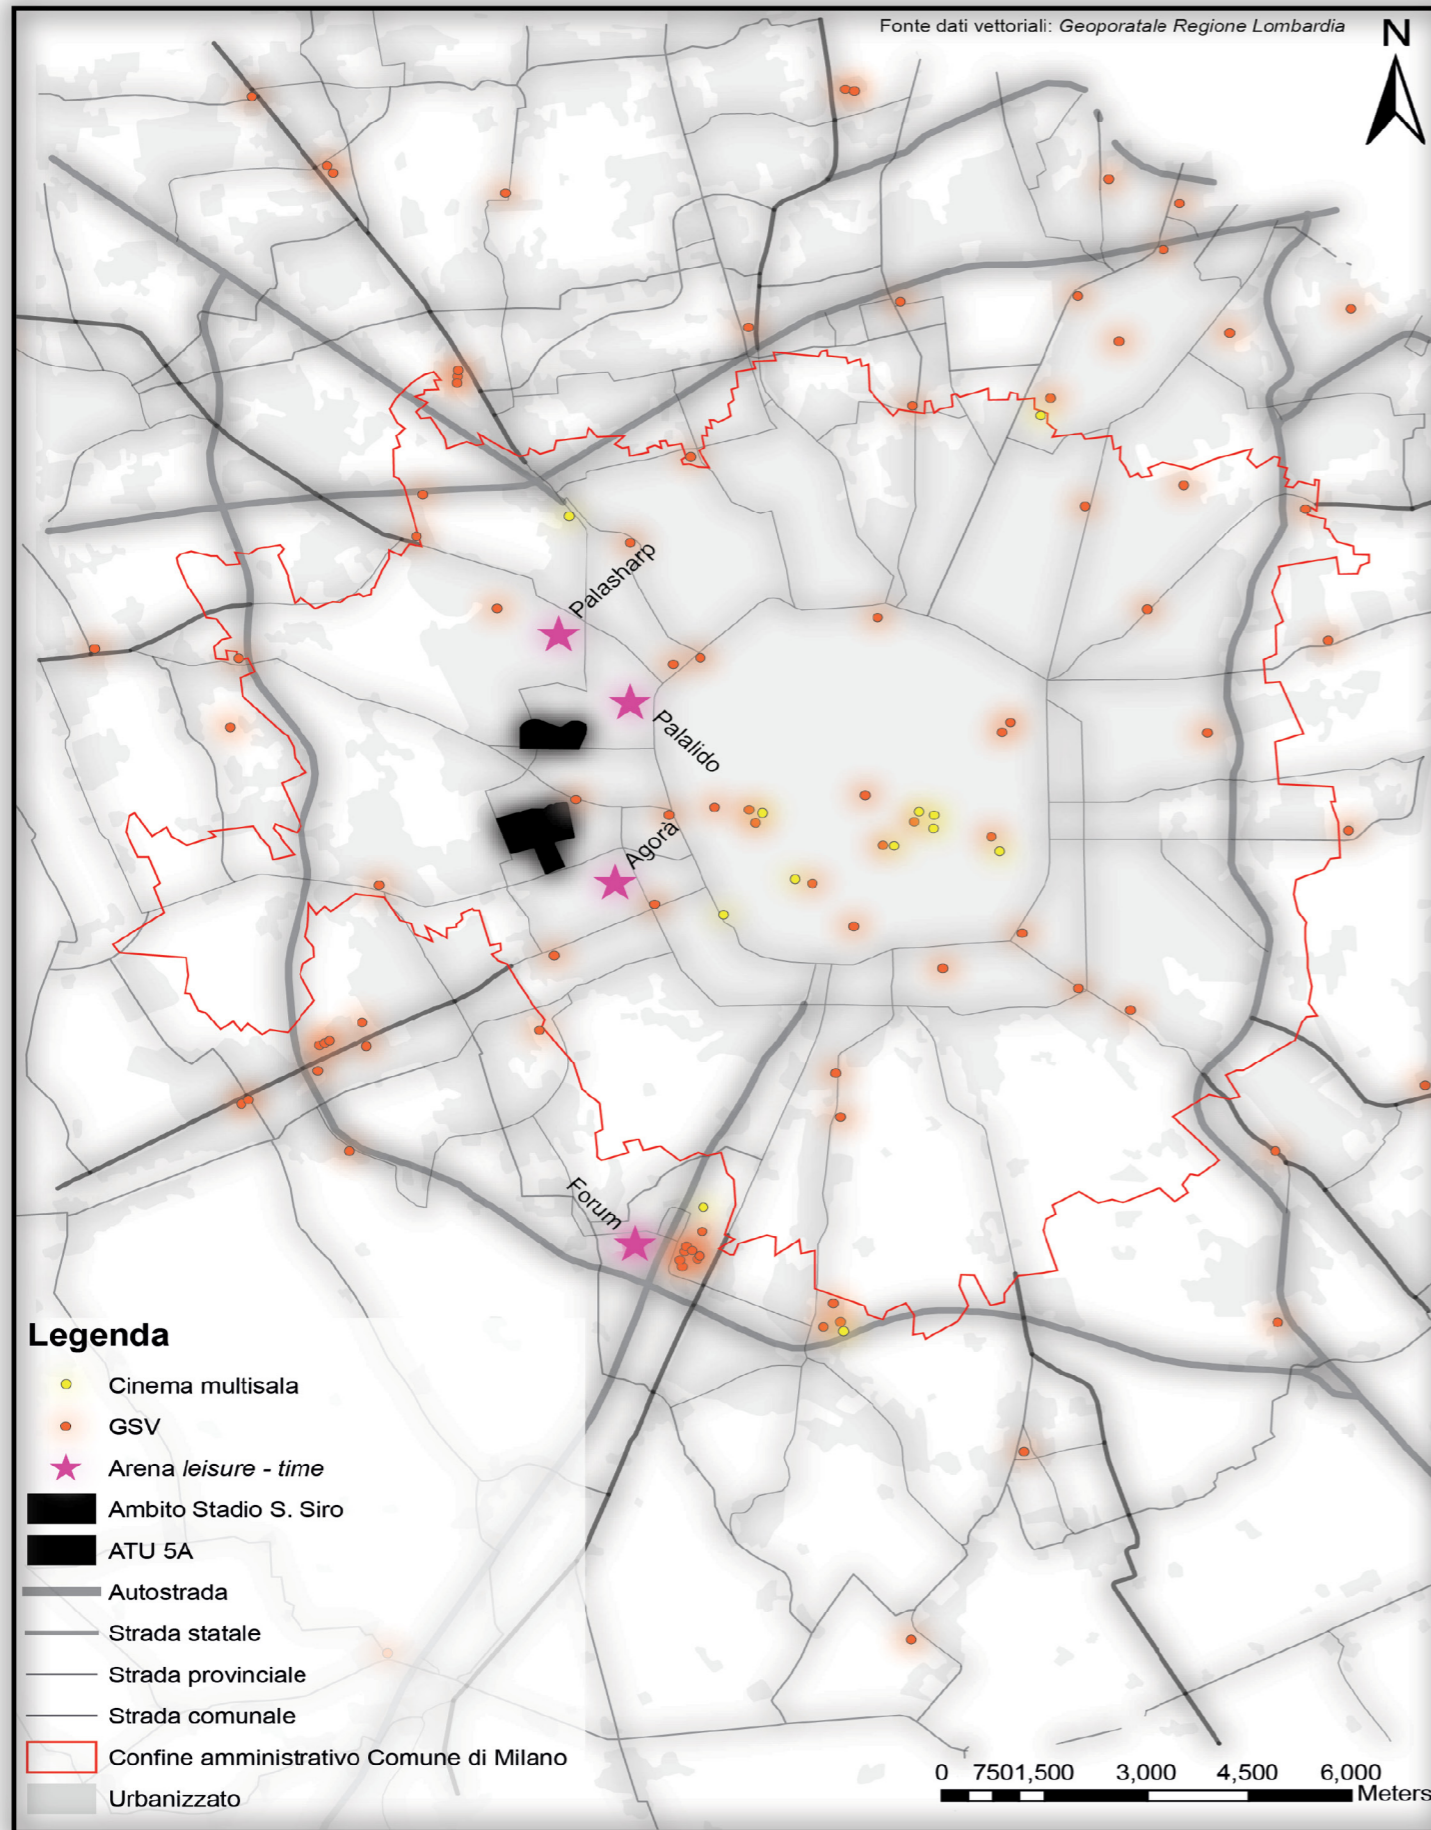 Fonte dati vettoriali: Geoporatale Regione Lombardia
N
Palasharp
Palalido
Agorà
Forum
Legenda
Cinema multisala
GSV
Arena leisure - time
Ambito Stadio S. Siro
ATU 5A
Autostrada
Strada statale
Strada provinciale
Strada comunale
Confine amministrativo Comune di Milano
Urbanizzato
0 750 1,500 3,000 4,500 6,000
Meters